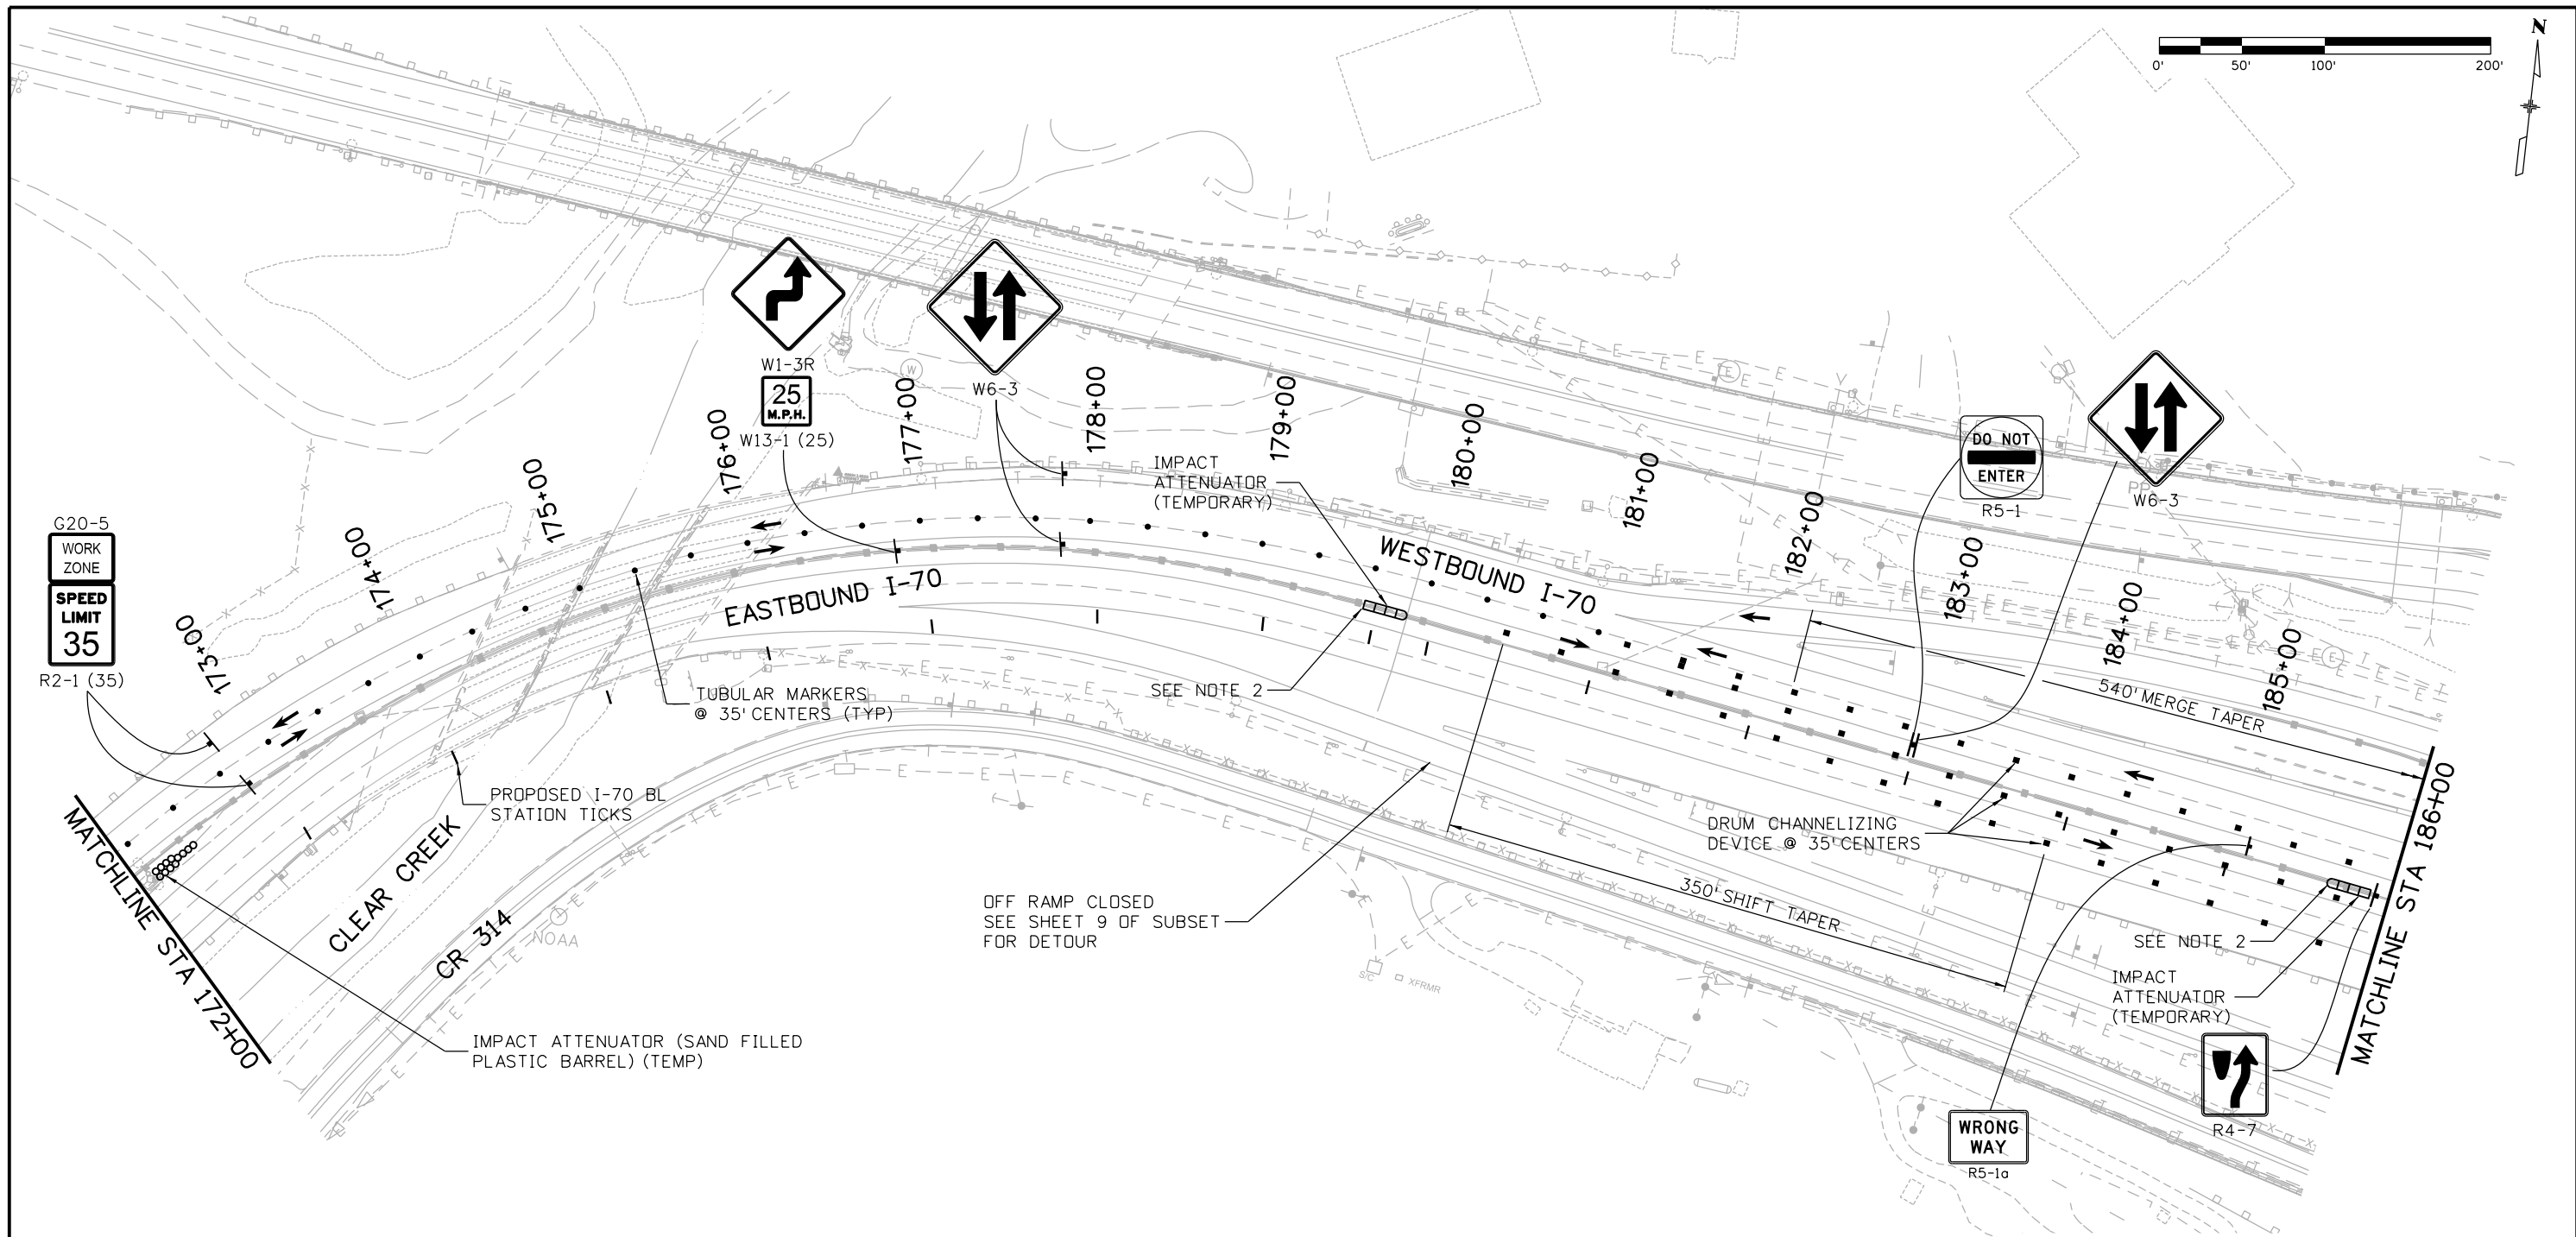 N
0'
50'
100'
200'
W1-3R
25
M.P.H.
W13-1 (25)
W6-3
173+00
174+00
175+00
176+00
177+00
178+00
179+00
180+00
181+00
182+00
183+00
184+00
185+00
G20-5
WORK
ZONE
SPEED
LIMIT
35
R2-1 (35)
IMPACT
ATTENUATOR
(TEMPORARY)
DO NOT
ENTER
R5-1
W6-3
PP
W
E
WESTBOUND I-70
EASTBOUND I-70
TUBULAR MARKERS
@ 35' CENTERS (TYP)
SEE NOTE 2
540' MERGE TAPER
PROPOSED I-70 BL
STATION TICKS
CLEAR CREEK
CR 314
NOAA
DRUM CHANNELIZING
DEVICE @ 35' CENTERS
350' SHIFT TAPER
OFF RAMP CLOSED
SEE SHEET 9 OF SUBSET
FOR DETOUR
S/C
XFRMR
SEE NOTE 2
IMPACT
ATTENUATOR
(TEMPORARY)
IMPACT ATTENUATOR (SAND FILLED
PLASTIC BARREL) (TEMP)
R4-7
WRONG
WAY
R5-1a
MATCHLINE STA 172+00
MATCHLINE STA 186+00